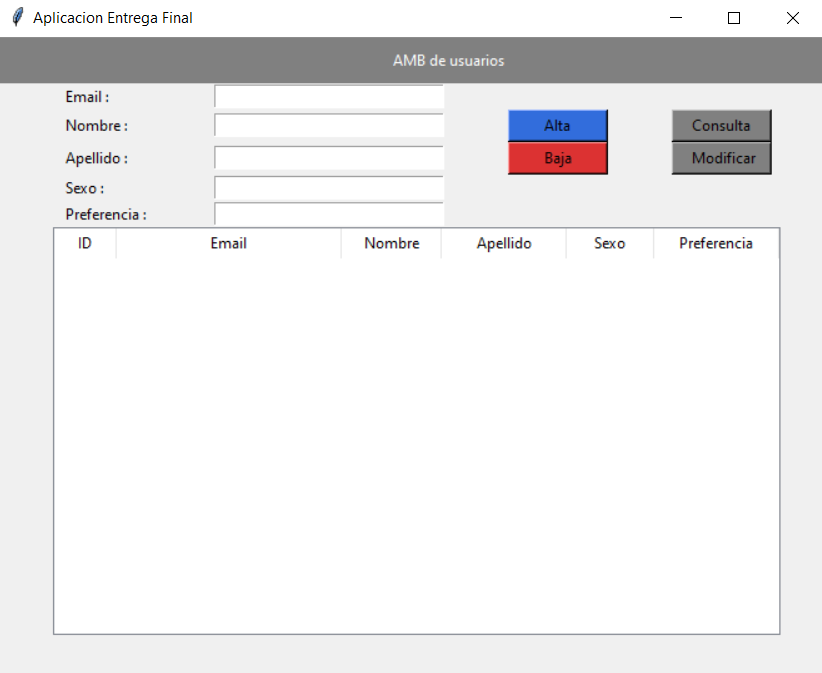 Aplicacion Entrega Final
AMB de usuarios
Email :
Nombre : Alta Consulta
Apellido : Baja Modificar
Sexo :
Preferencia :
ID Email Nombre Apellido Sexo Preferencia